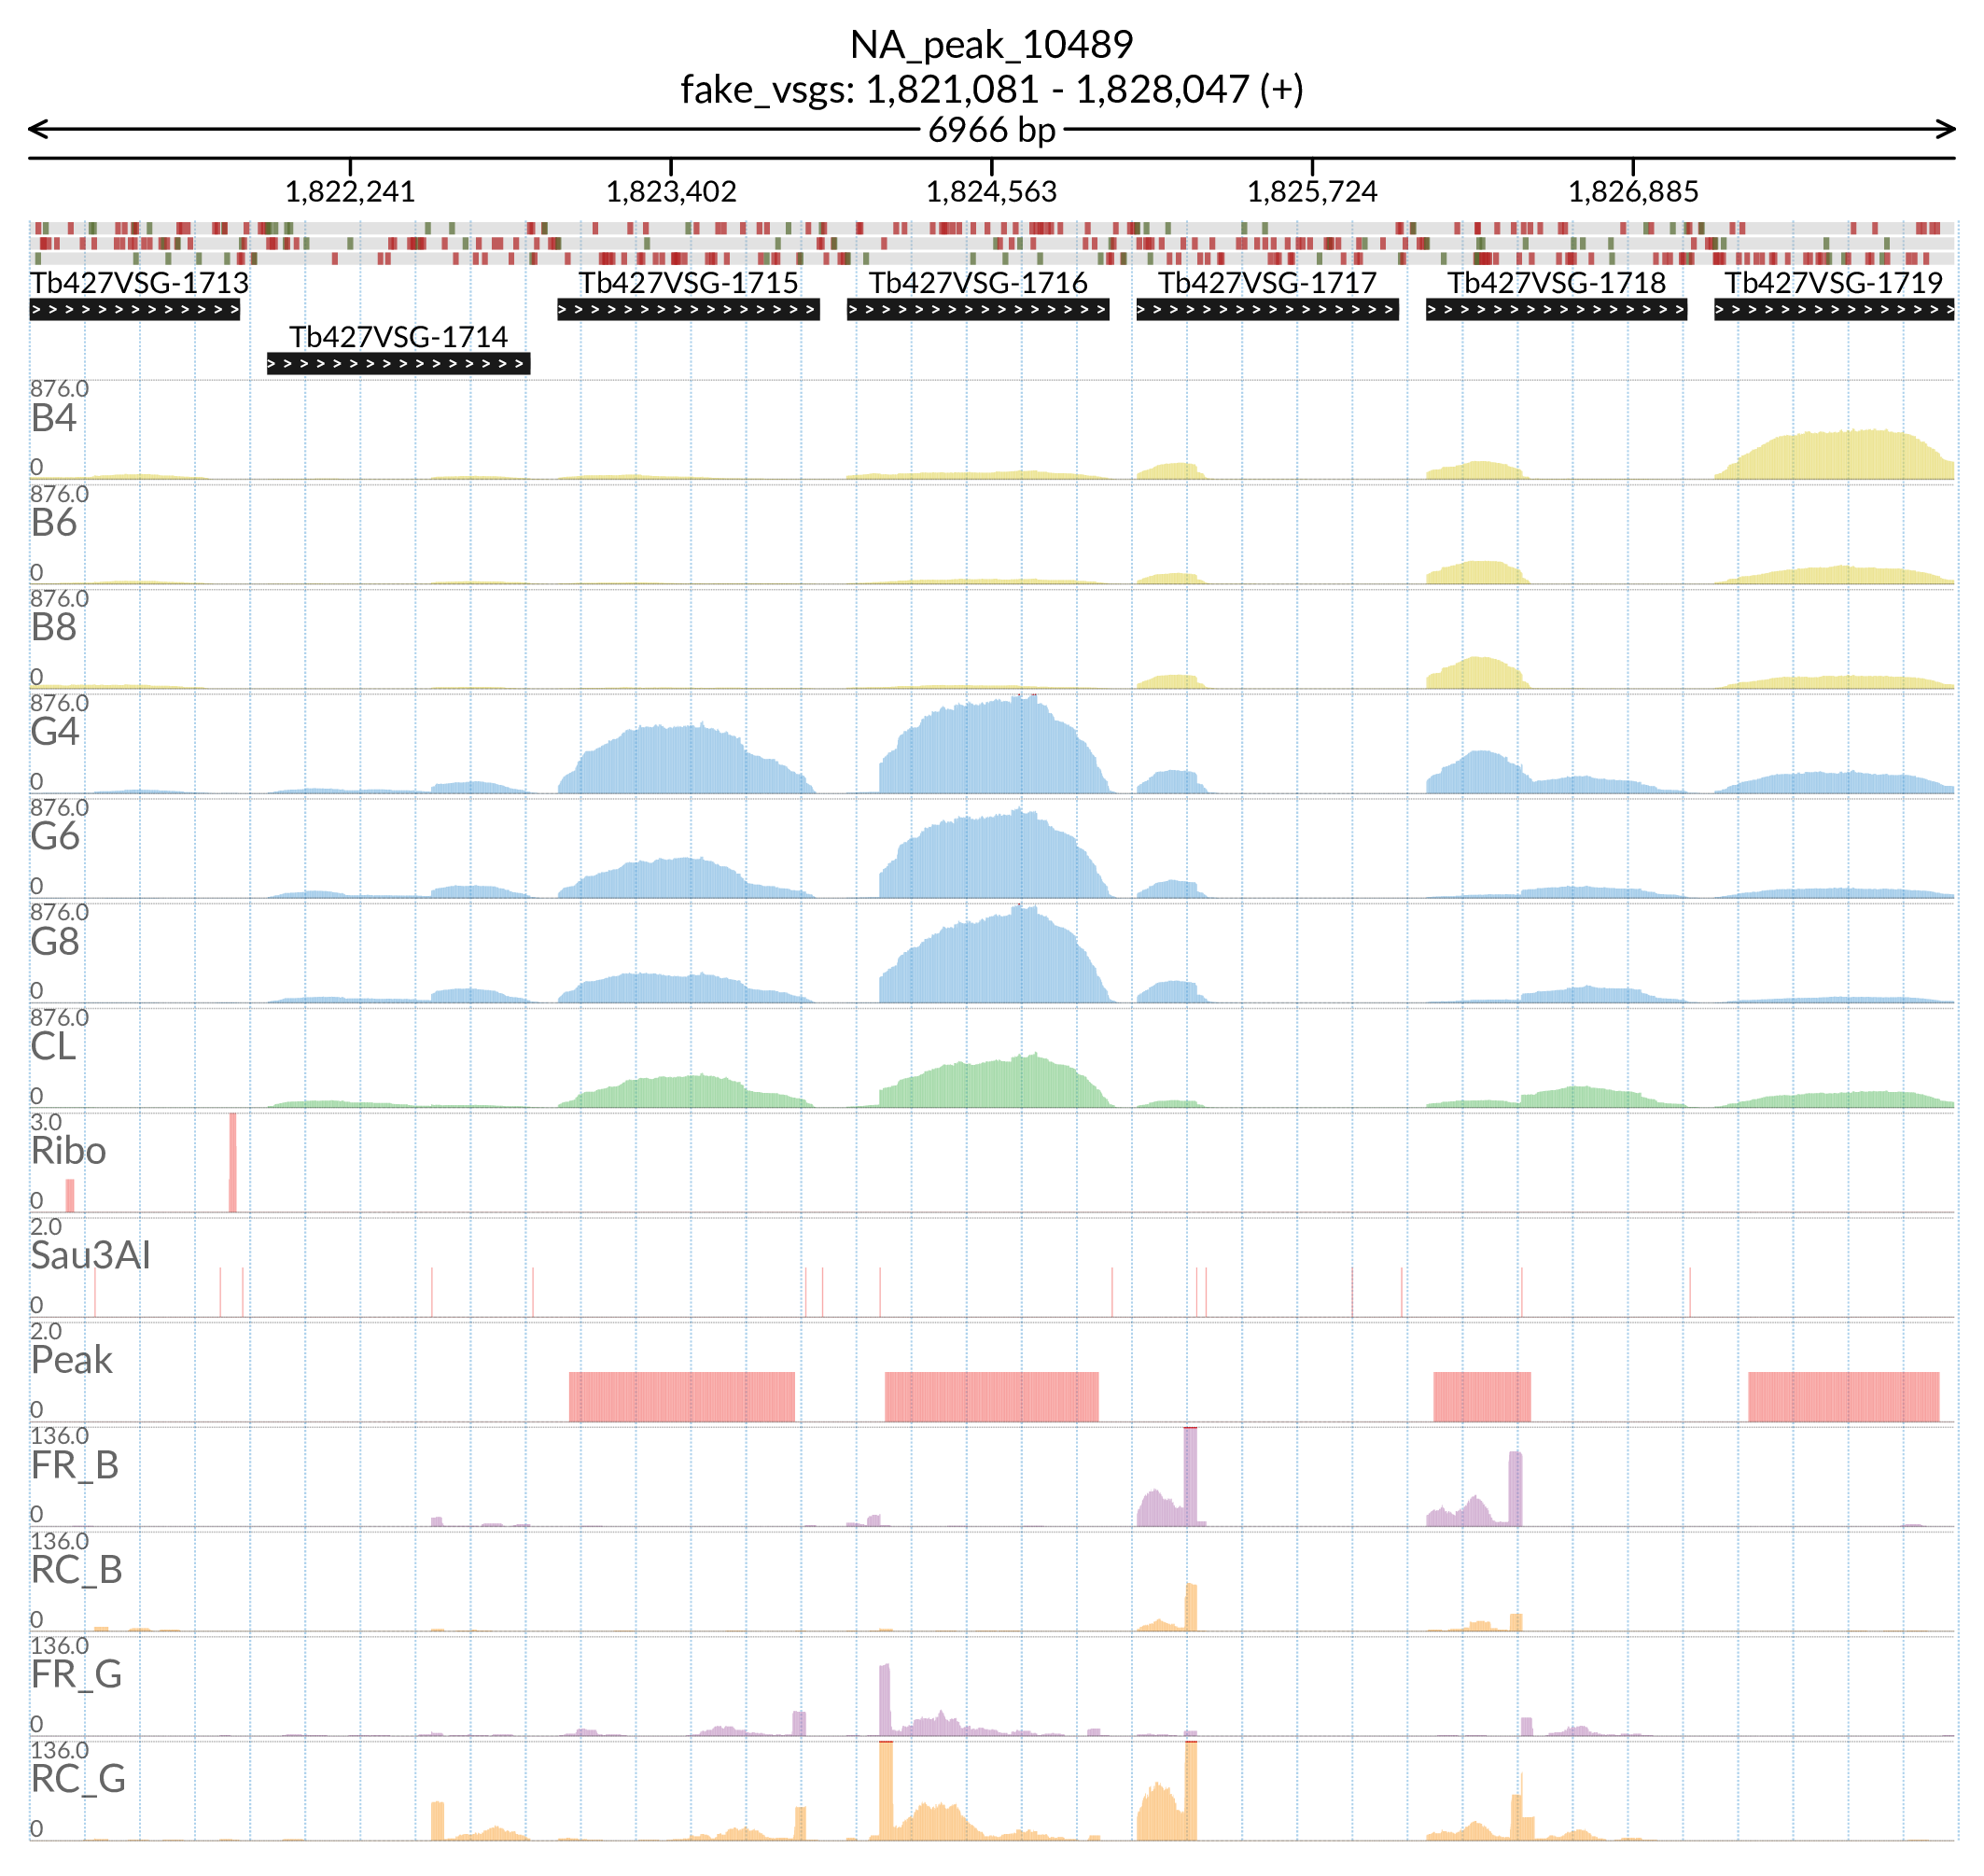 NA_peak_10489
fake_vsgs: 1,821,081 - 1,828,047 (+)
6966 bp
1,822,241 1,823,402 1,824,563 1,825,724 1,826,885
Tb427VSG-1713 Tb427VSG-1715 Tb427VSG-1716 Tb427VSG-1717 Tb427VSG-1718 Tb427VSG-1719
Tb427VSG-1714
876.0
B4
0
876.0
B6
0
876.0
B8
0
876.0
G4
0
876.0
G6
0
876.0
G8
0
876.0
CL
0
3.0
Ribo
0
2.0
Sau3AI
0
2.0
Peak
0
136.0
FR_B
0
136.0
RC_B
0
136.0
FR_G
0
136.0
RC_G
0